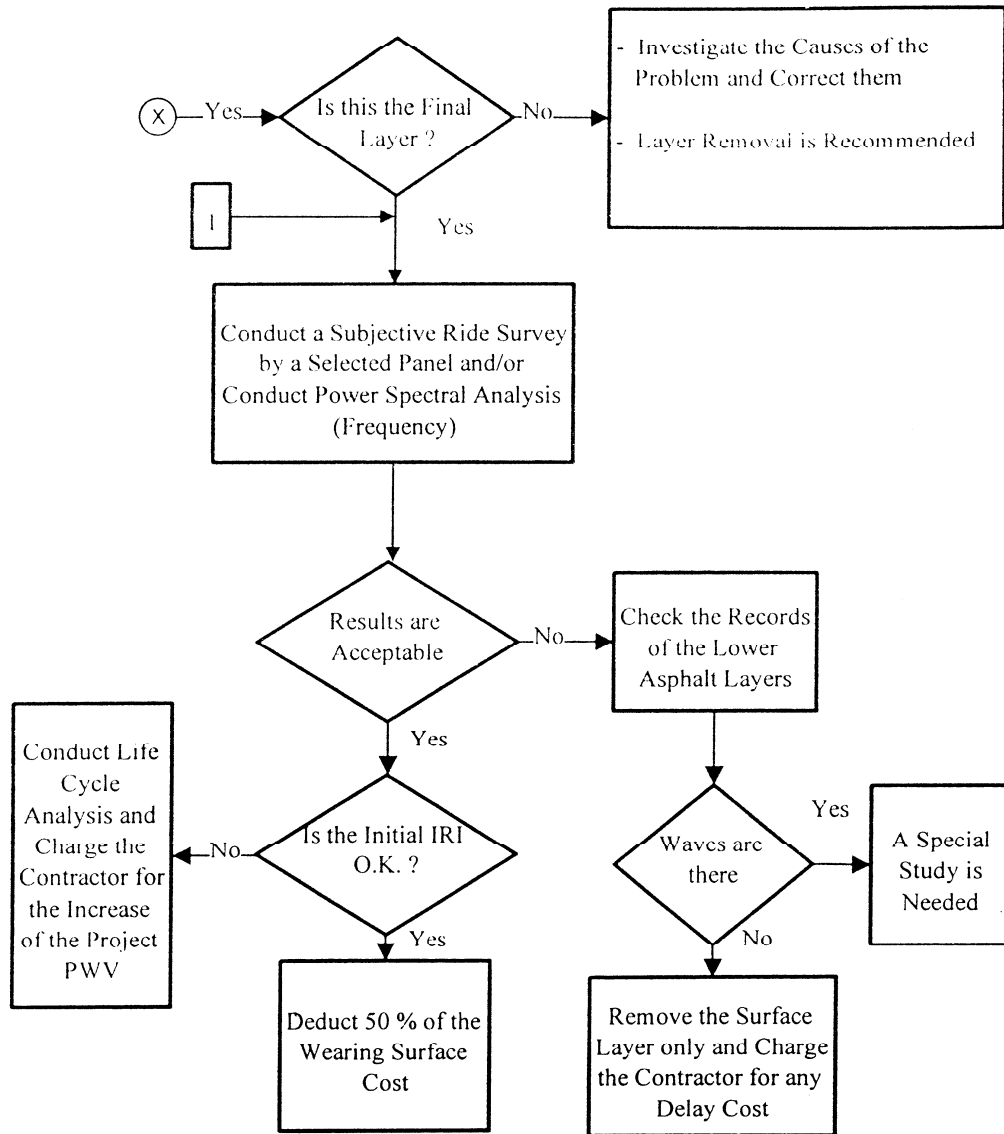 X
Yes
Is this the Final
Layer ?
No
- Investigate the Causes of the
Problem and Correct them
- Layer Removal is Recommended
1
Yes
Conduct a Subjective Ride Survey
by a Selected Panel and/or
Conduct Power Spectral Analysis
(Frequency)
Results are
Acceptable
No
Check the Records
of the Lower
Asphalt Layers
Yes
Conduct Life
Cycle
Analysis and
Charge the
Contractor for
the Increase
of the Project
PWV
No
Is the Initial IRI
O.K. ?
Waves are
there
Yes
A Special
Study is
Needed
Yes
No
Deduct 50 % of the
Wearing Surface
Cost
Remove the Surface
Layer only and Charge
the Contractor for any
Delay Cost